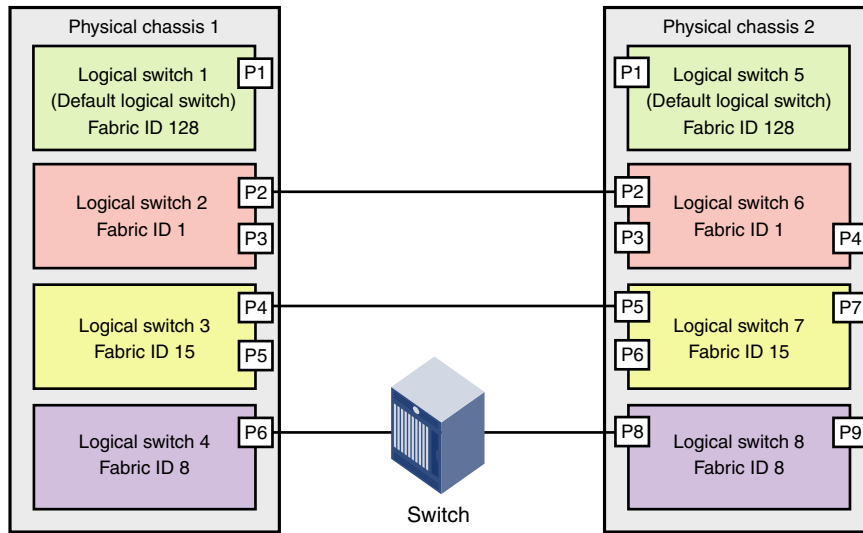 Physical chassis 1
Logical switch 1
(Default logical switch)
Fabric ID 128
P1
Logical switch 2
Fabric ID 1
P2
P3
Logical switch 3
Fabric ID 15
P4
P5
Logical switch 4
Fabric ID 8
P6
Switch
Physical chassis 2
P1
Logical switch 5
(Default logical switch)
Fabric ID 128
P2
P3
Logical switch 6
Fabric ID 1
P4
P5
P6
Logical switch 7
Fabric ID 15
P7
P8
Logical switch 8
Fabric ID 8
P9